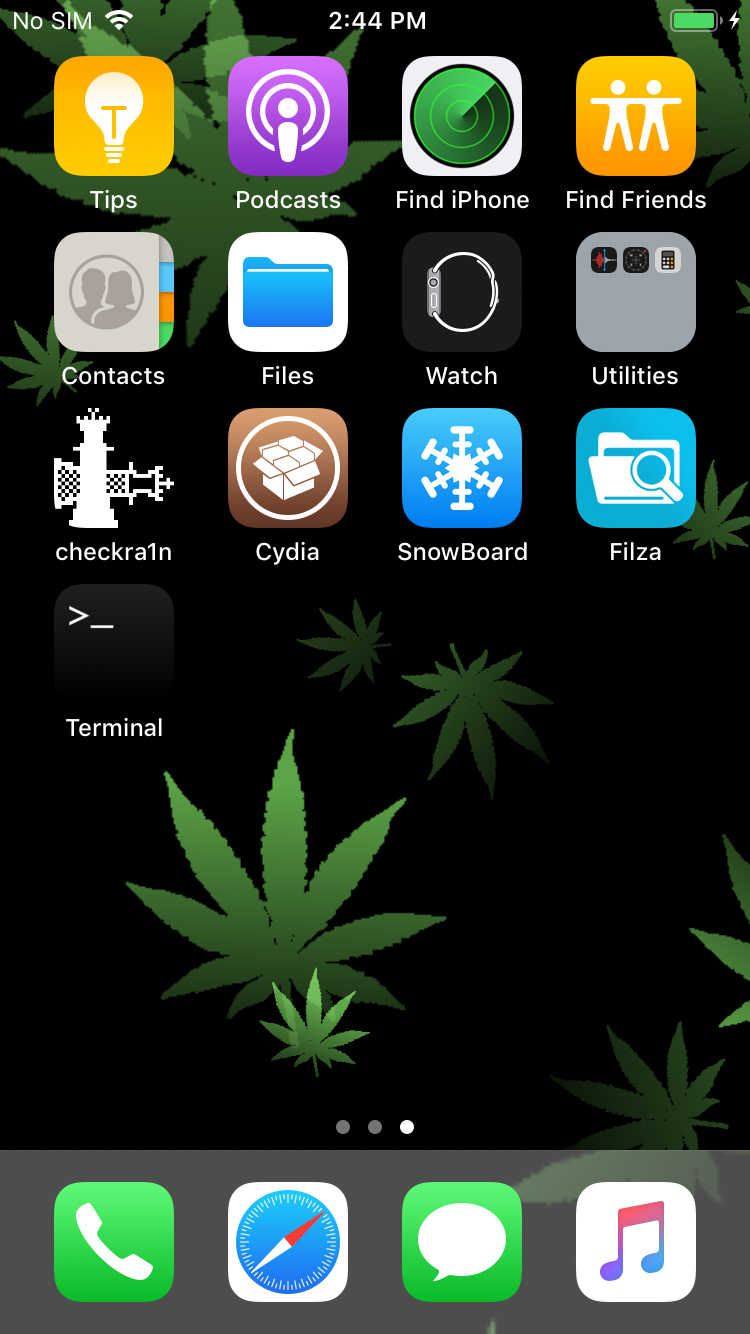 No SIM 2:44 PM
Tips Podcasts Find iPhone Find Friends
Contacts Files Watch Utilities
checkra1n Cydia SnowBoard Filza
>_
Terminal